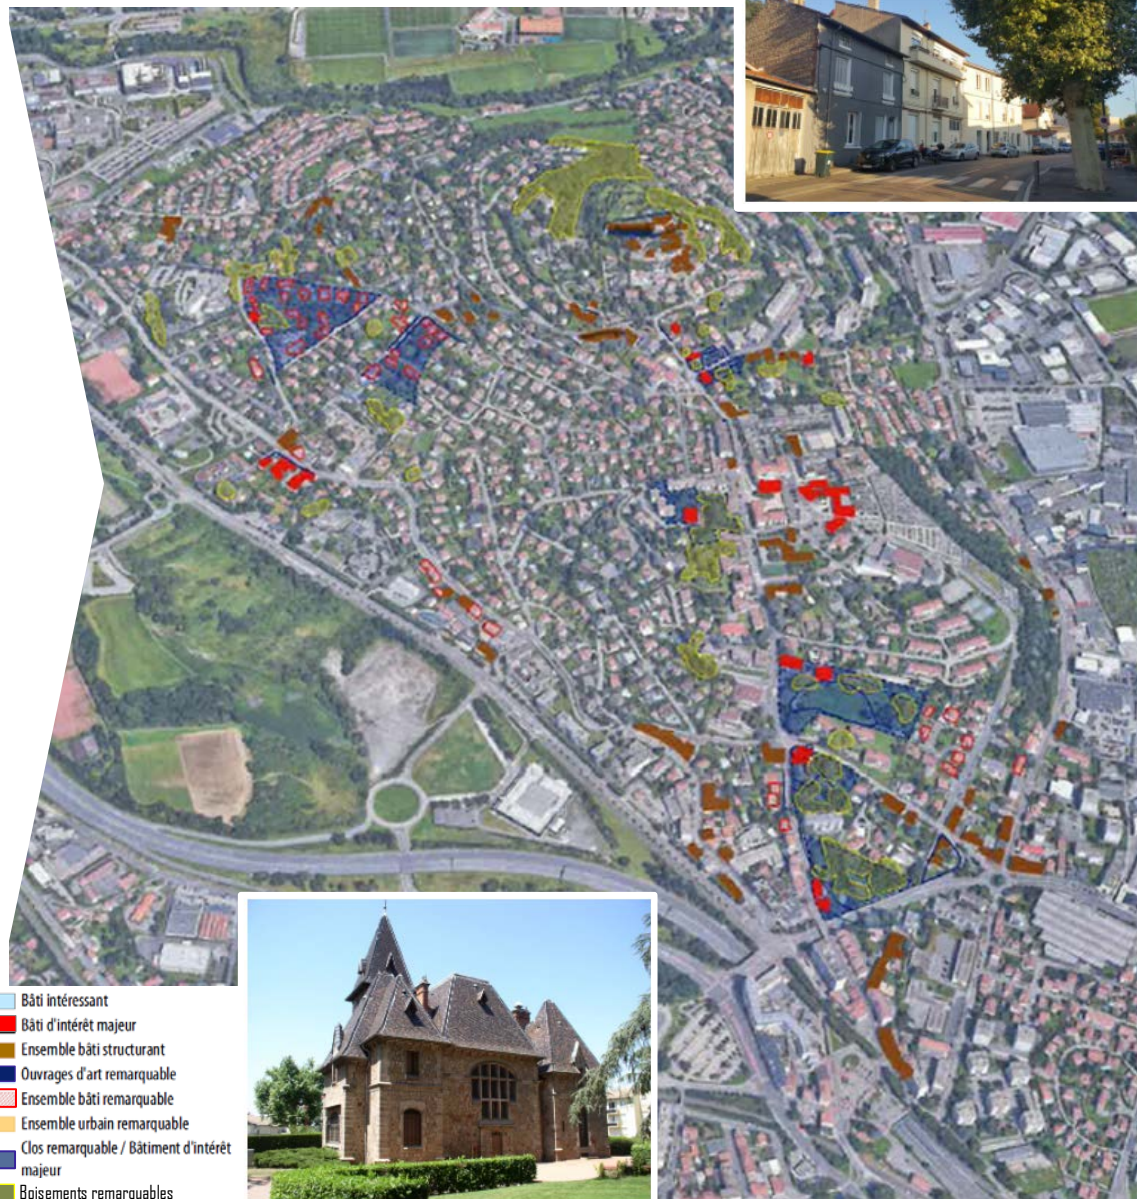 Bâti intéressant
Bâti d'intérêt majeur
Ensemble bâti structurant
Ouvrages d'art remarquable
Ensemble bâti remarquable
Ensemble urbain remarquable
Clos remarquable / Bâtiment d'intérêt
majeur
Boisements remarquables